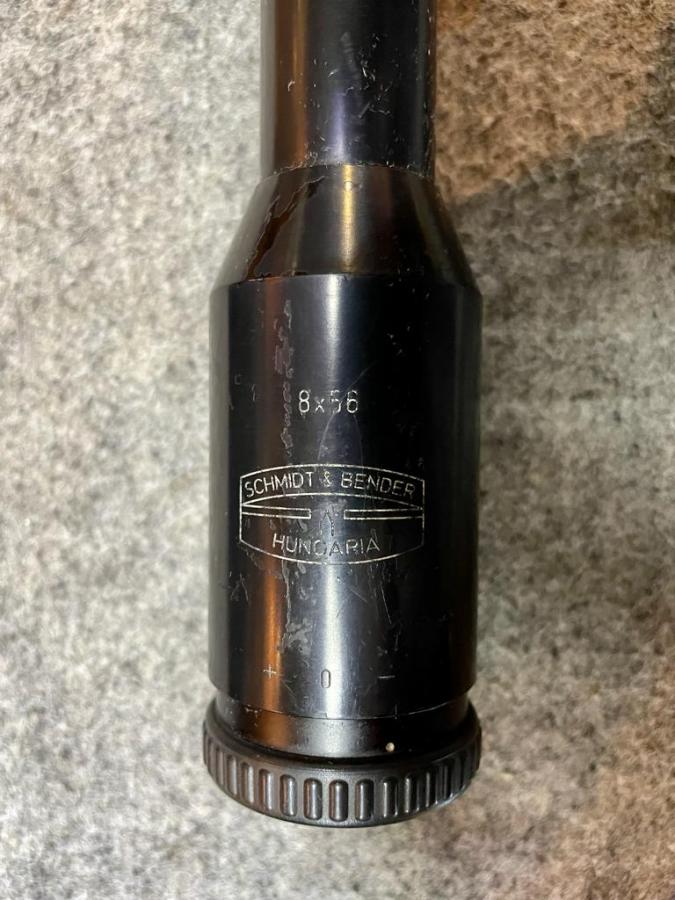 8x56
SCHMIDT & BENDER
HUNGARIA
+ 0 -